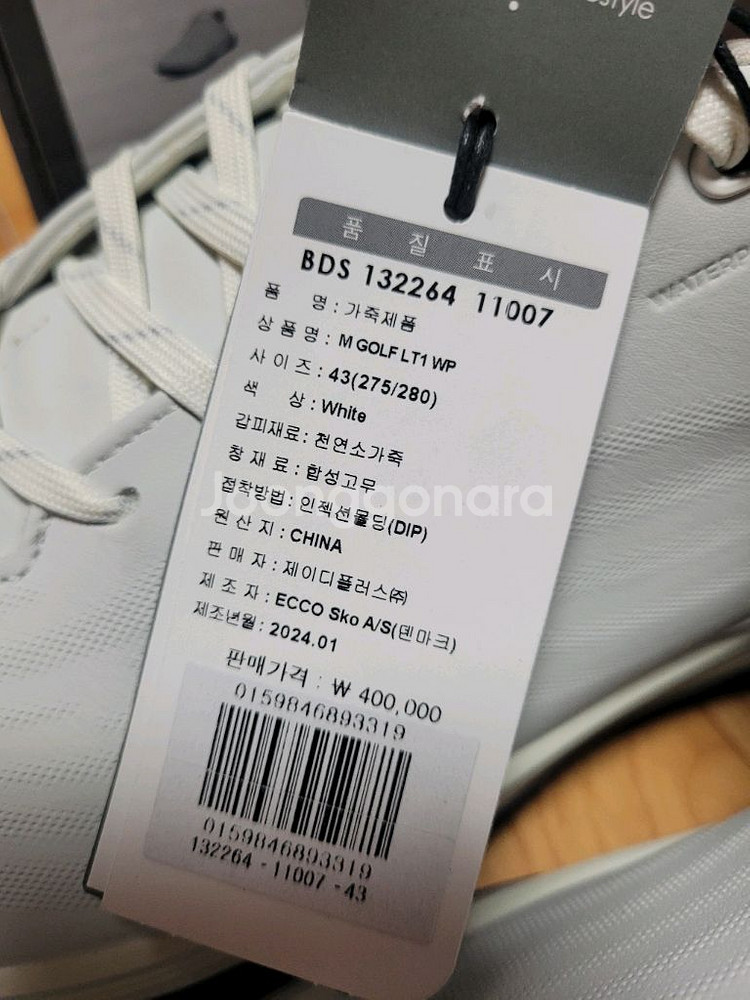 품 질 표 시
BDS 132264 11007
품 명 : 가죽제품
상 품 명 : M GOLF LT1 WP
사 이 즈 : 43(275/280)
색 상 : White
갑피재료 : 천연소가죽
창 재 료 : 합성고무
접착방법 : 인젝션몰딩(DIP)
원 산 지 : CHINA
판 매 자 : 제이디플러스㈜
제 조 자 : ECCO Sko A/S(덴마크)
제조년월 : 2024.01
판매가격 : ₩ 400,000
0159846893319
0159846893319
132264 - 11007 - 43
Joonggonara